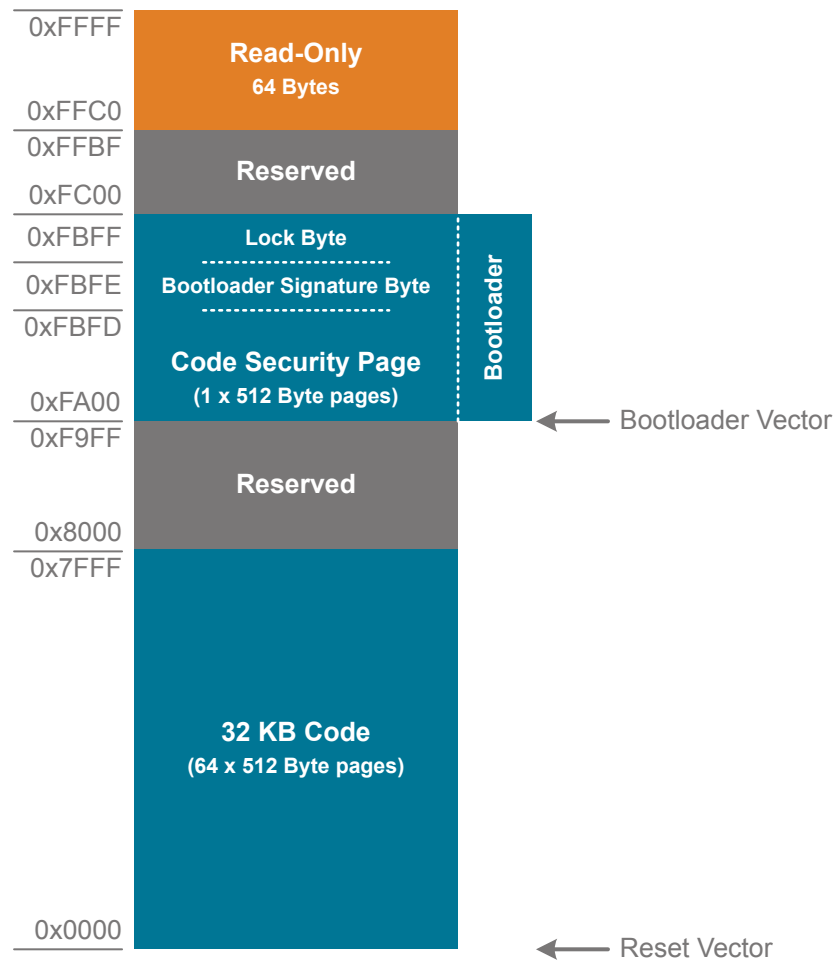 0xFFFF
Read-Only
64 Bytes
0xFFC0
0xFFBF
Reserved
0xFC00
0xFBFF
Lock Byte
0xFBFE
Bootloader Signature Byte
0xFBFD
Bootloader
Code Security Page
(1 x 512 Byte pages)
0xFA00
Bootloader Vector
0xF9FF
Reserved
0x8000
0x7FFF
32 KB Code
(64 x 512 Byte pages)
0x0000
Reset Vector